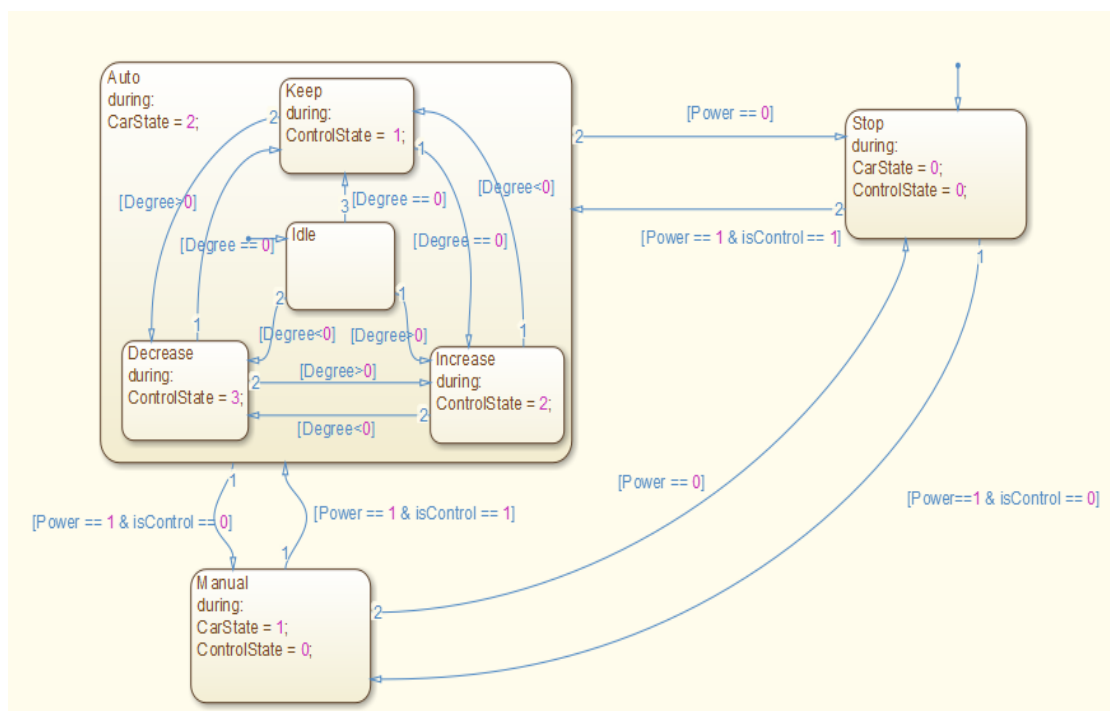 Auto
during:
CarState = 2;
Keep
during:
ControlState = 1;
2
1
[Degree>0]
[Degree == 0]
3
[Degree<0]
[Degree == 0]
Idle
[Degree == 0]
2
1
1
1
[Degree<0]
[Degree>0]
Decrease
during:
ControlState = 3;
2
[Degree>0]
Increase
during:
ControlState = 2;
2
[Degree<0]
2
[Power == 0]
Stop
during:
CarState = 0;
ControlState = 0;
2
[Power == 1 & isControl == 1]
1
1
[Power == 1 & isControl == 0]
[Power == 1 & isControl == 1]
1
[Power == 0]
[Power==1 & isControl == 0]
Manual
during:
CarState = 1;
ControlState = 0;
2